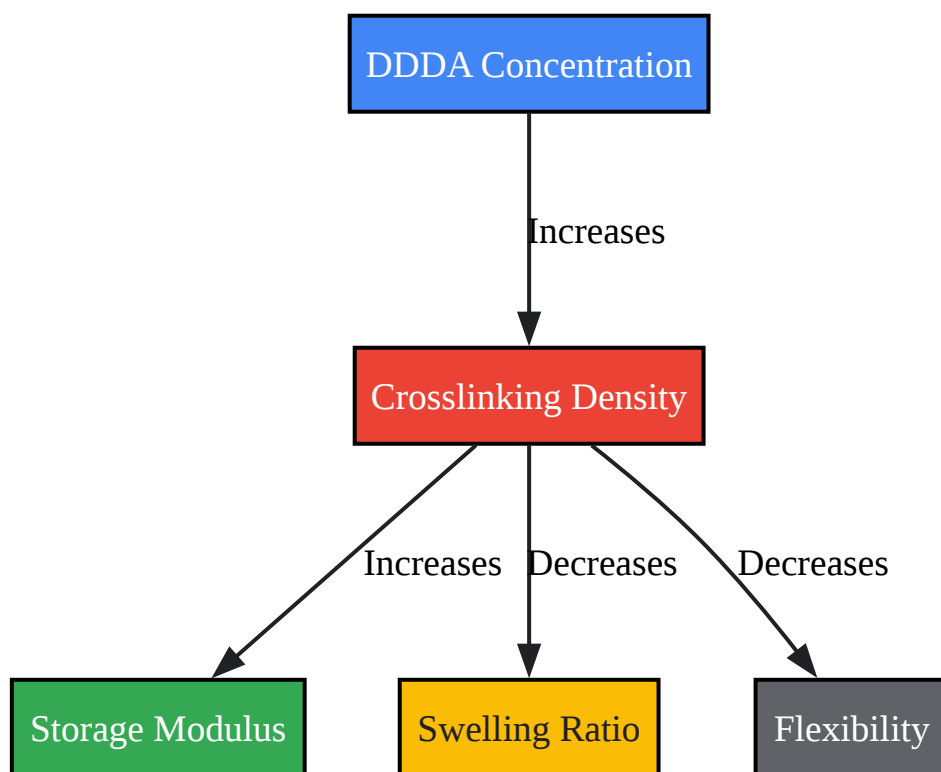 DDDA Concentration
Increases
Crosslinking Density
Increases
Decreases
Decreases
Storage Modulus
Swelling Ratio
Flexibility